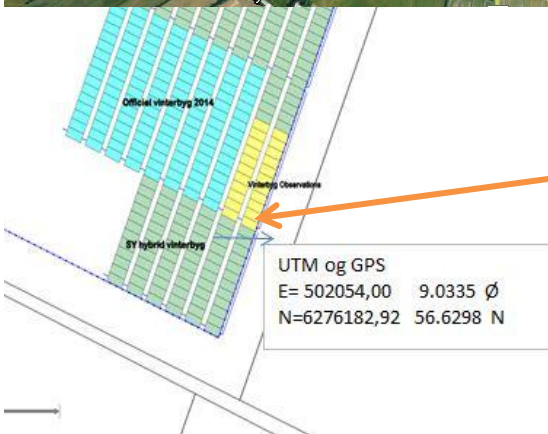 Officiel vinterbyg 2014
Vinterbyg Observations
SY hybrid vinterbyg
UTM og GPS
E= 502054,00 9.0335 Ø
N=6276182,92 56.6298 N